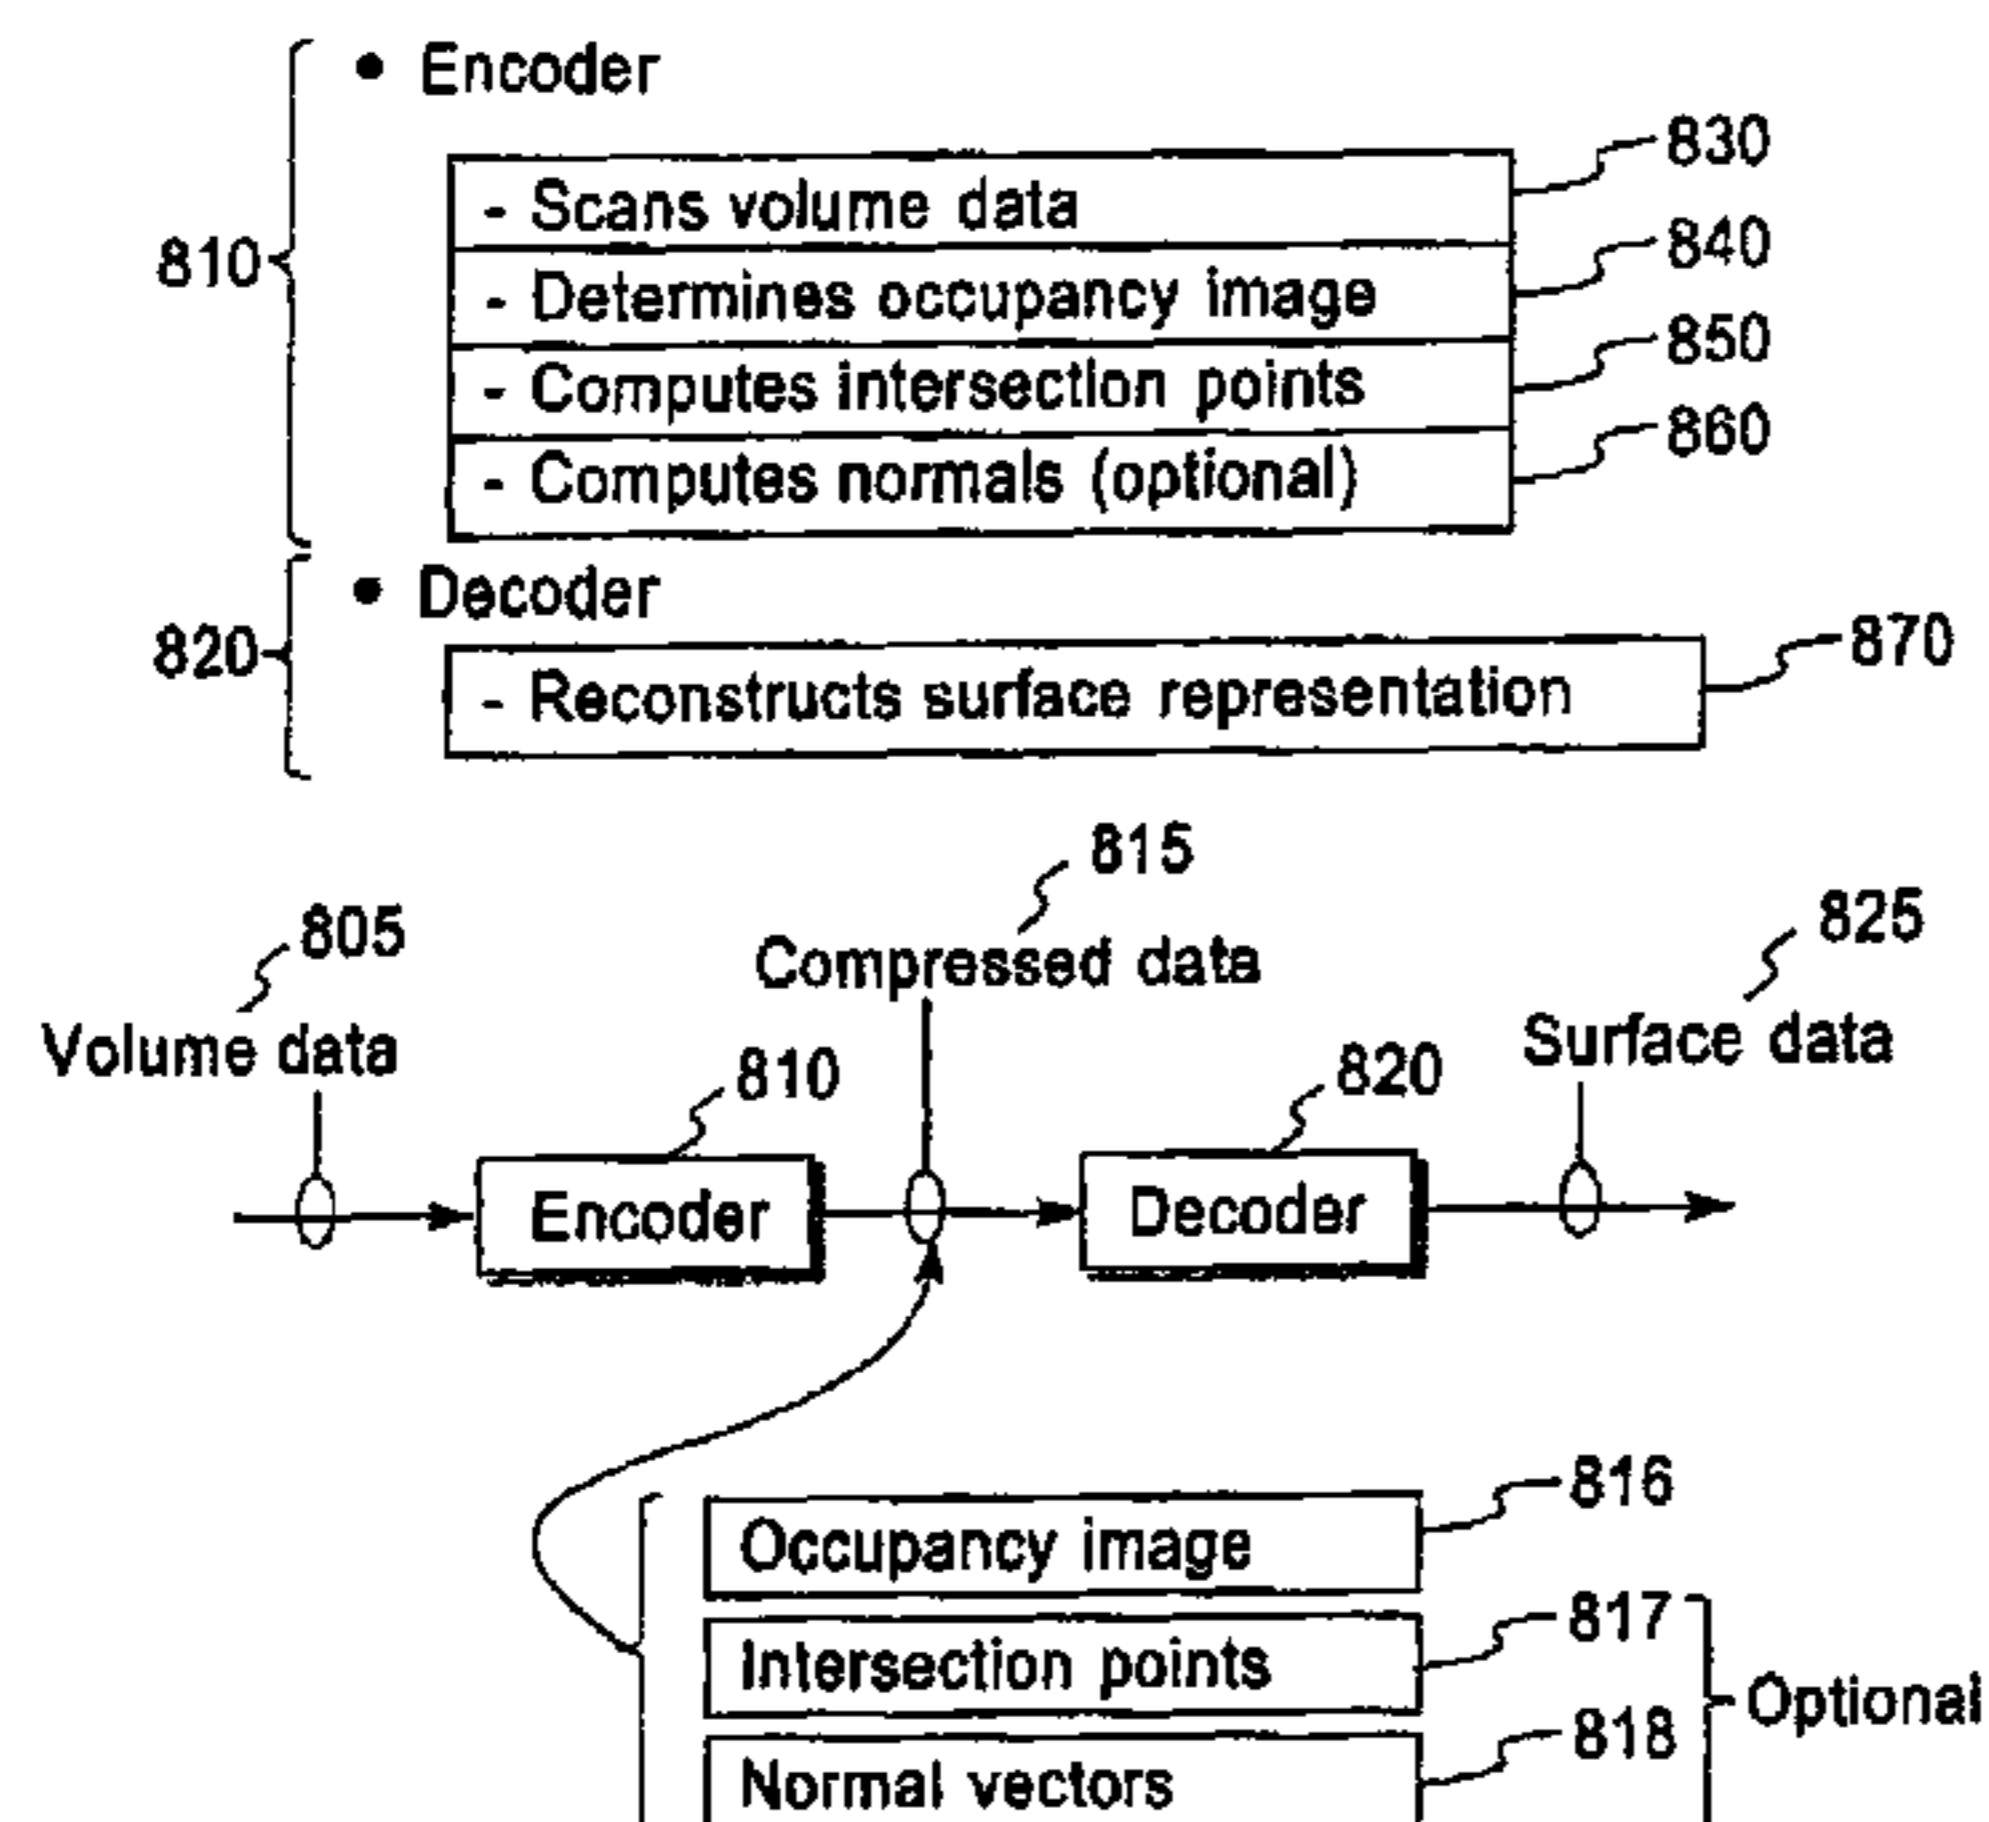 • Encoder
- Scans volume data
830
- Determines occupancy image
840
810
- Computes intersection points
850
- Computes normals (optional)
860
• Decoder
820
- Reconstructs surface representation
870
815
805
Compressed data
825
Volume data
Surface data
810
820
Encoder
Decoder
Occupancy image
816
Intersection points
817
Optional
Normal vectors
818